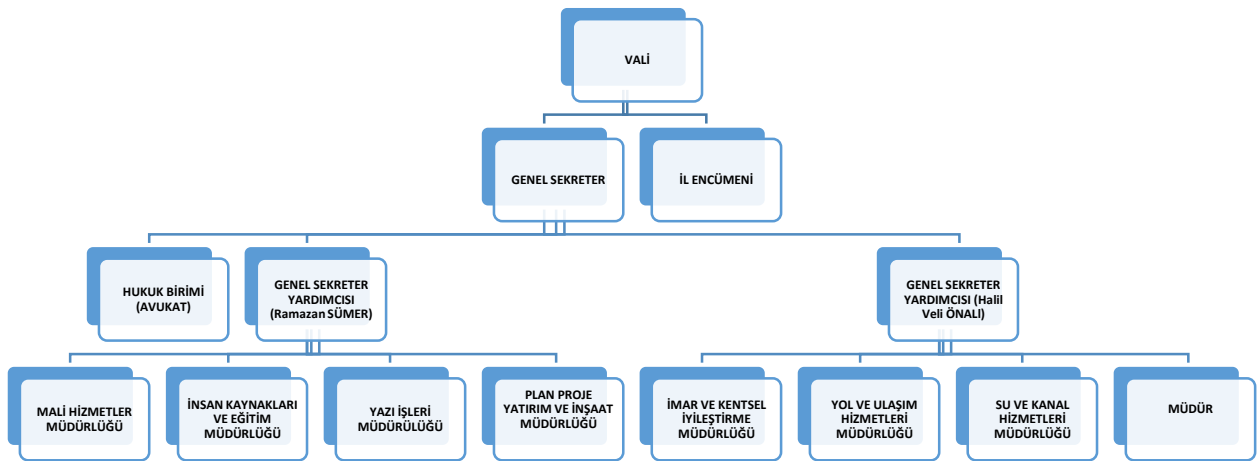 VALİ
GENEL SEKRETER
İL ENCÜMENİ
HUKUK BİRİMİ
(AVUKAT)
GENEL SEKRETER
YARDIMCISI
(Ramazan SÜMER)
GENEL SEKRETER
YARDIMCISI (Halil
Veli ÖNALI)
MALİ HİZMETLER
MÜDÜRLÜĞÜ
İNSAN KAYNAKLARI
VE EĞİTİM
MÜDÜRLÜĞÜ
YAZI İŞLERİ
MÜDÜRÜLÜĞÜ
PLAN PROJE
YATIRIM VE İNŞAAT
MÜDÜRLÜĞÜ
İMAR VE KENTSEL
İYİLEŞTİRME
MÜDÜRLÜĞÜ
YOL VE ULAŞIM
HİZMETLERİ
MÜDÜRLÜĞÜ
SU VE KANAL
HİZMETLERİ
MÜDÜRLÜĞÜ
MÜDÜR